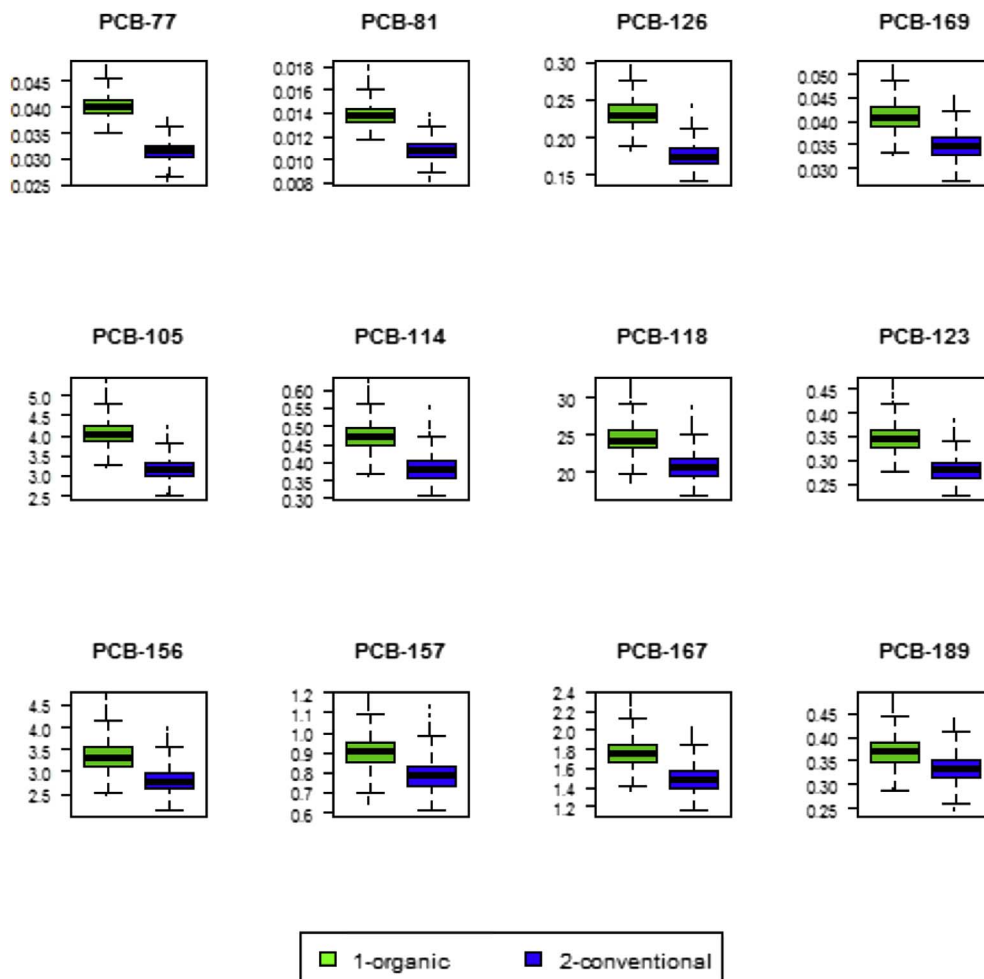 PCB-77 PCB-81 PCB-126 PCB-169
0.045 0.018 0.30 0.050
0.040 0.016 0.25 0.045
0.035 0.014 0.20 0.040
0.030 0.012 0.15 0.035
0.025 0.010 0.030
0.008
PCB-105 PCB-114 PCB-118 PCB-123
5.0 0.60 30 0.45
4.5 0.55 25 0.40
4.0 0.50 20 0.35
3.5 0.45 0.30
3.0 0.40 0.25
2.5 0.35
0.30
PCB-156 PCB-157 PCB-167 PCB-189
4.5 1.2 2.4 0.45
4.0 1.1 2.2 0.40
3.5 1.0 2.0 0.35
3.0 0.9 1.8 0.30
2.5 0.8 1.6 0.25
0.7 1.4
0.6 1.2
1-organic 2-conventional